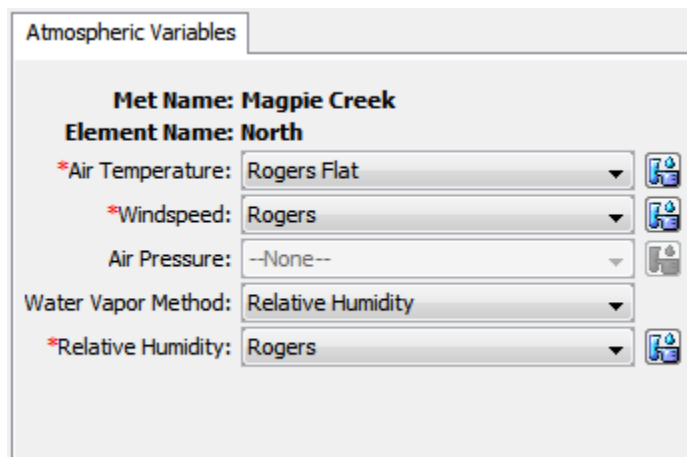 Atmospheric Variables
Met Name: Magpie Creek
Element Name: North
*Air Temperature: Rogers Flat
*Windspeed: Rogers
Air Pressure: --None--
Water Vapor Method: Relative Humidity
*Relative Humidity: Rogers